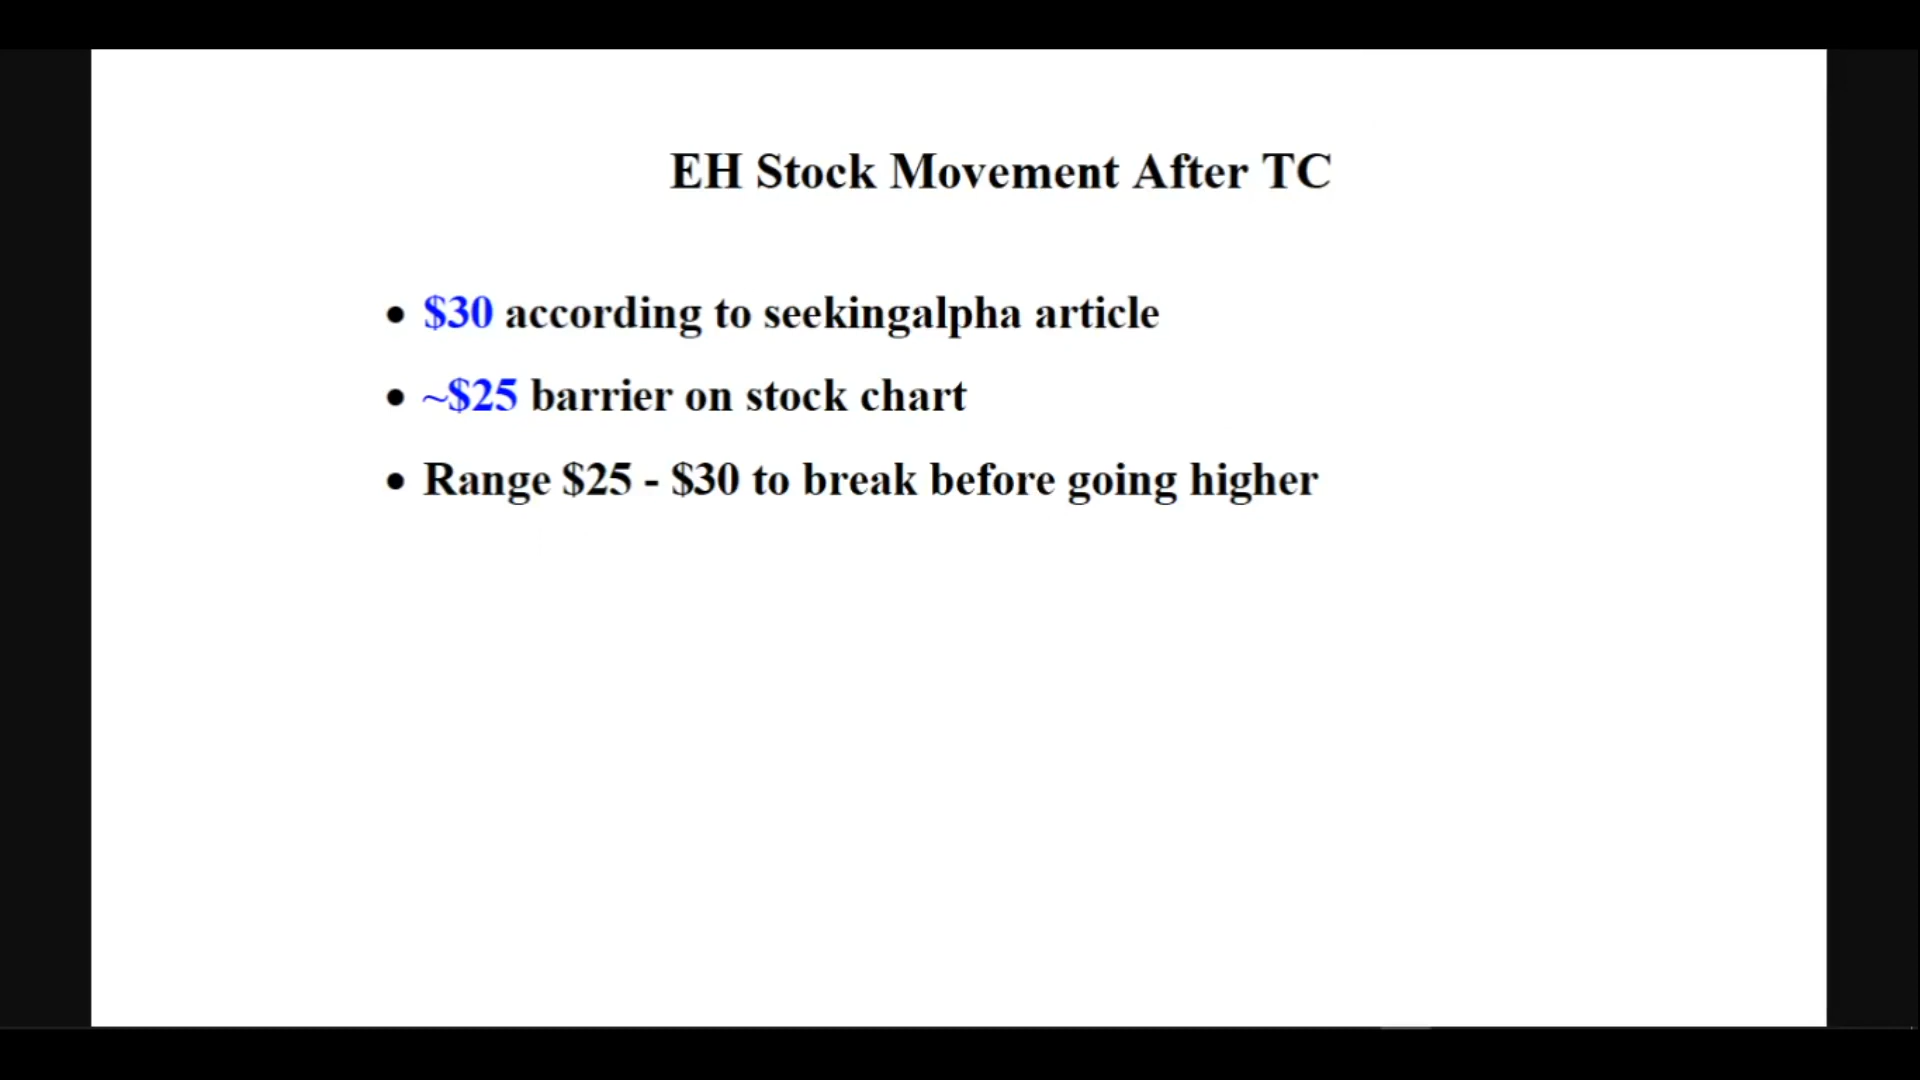 EH Stock Movement After TC
• $30 according to seekingalpha article
• ~$25 barrier on stock chart
• Range $25 - $30 to break before going higher